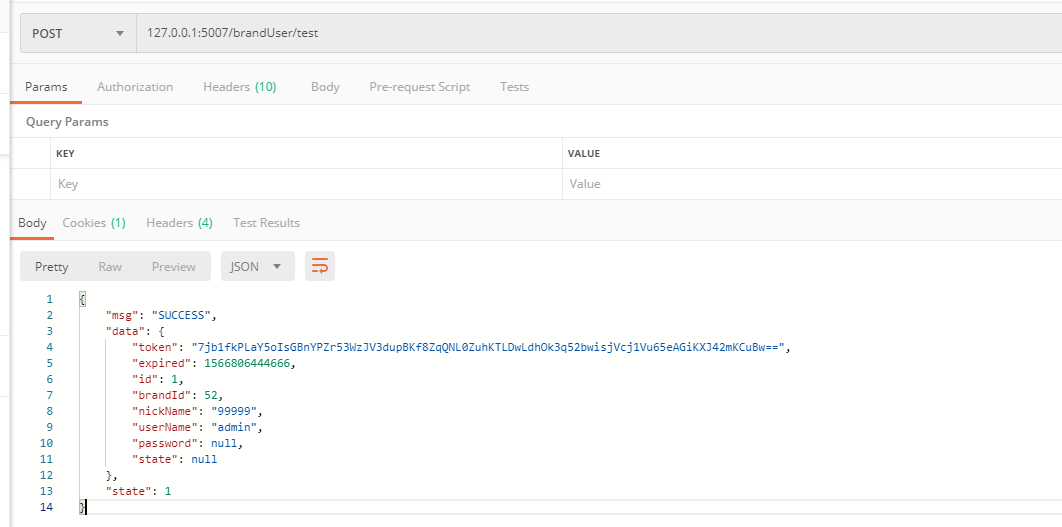 POST 127.0.0.1:5007/brandUser/test
Params Authorization Headers (10) Body Pre-request Script Tests
Query Params
KEY VALUE
Key Value
Body Cookies (1) Headers (4) Test Results
Pretty Raw Preview JSON
1 {
2 "msg": "SUCCESS",
3 "data": {
4 "token": "7jb1fkPLaY5oIsGBnYPZr53WzJV3dupBKf8ZqQNL0ZuhKTLDwLdhOk3q52bwisjVcj1Vu65eAGiKXJ42mKCuBw==",
5 "expired": 1566806444666,
6 "id": 1,
7 "brandId": 52,
8 "nickName": "99999",
9 "userName": "admin",
10 "password": null,
11 "state": null
12 },
13 "state": 1
14 }